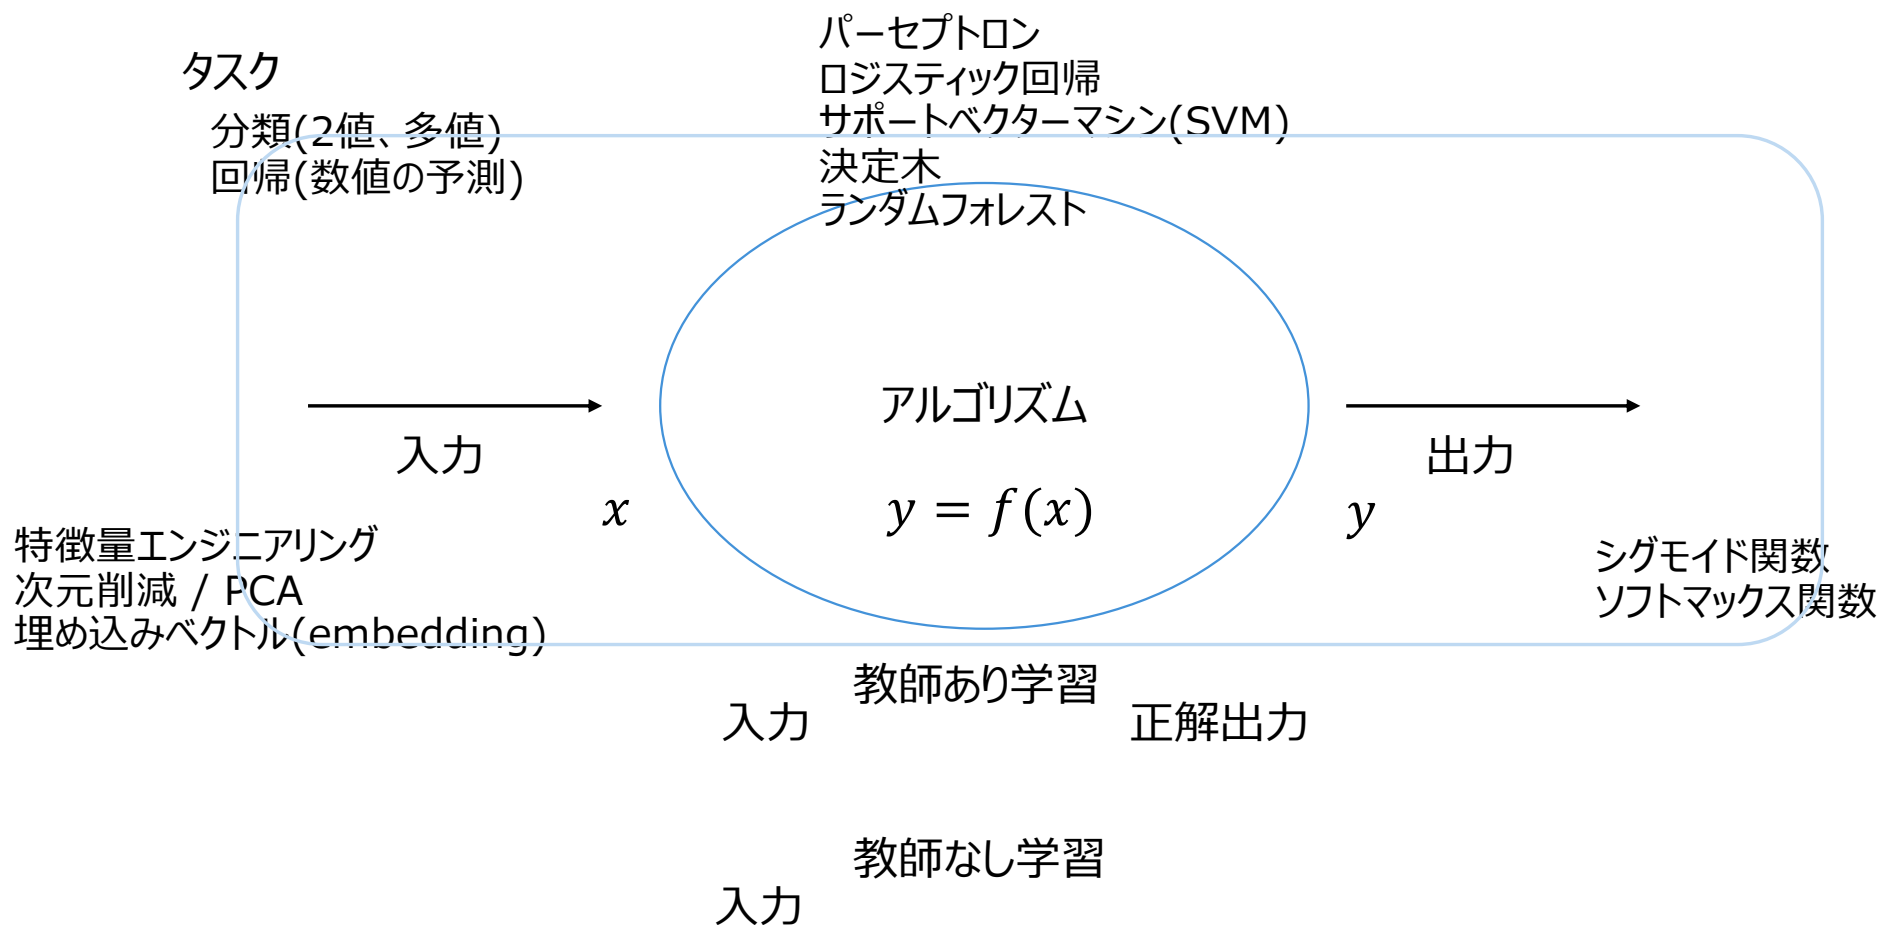 タスク
分類(2値、多値)
回帰(数値の予測)
パーセプトロン
ロジスティック回帰
サポートベクターマシン(SVM)
決定木
ランダムフォレスト
入力
x
アルゴリズム
y = f(x)
出力
y
特徴量エンジニアリング
次元削減 / PCA
埋め込みベクトル(embedding)
シグモイド関数
ソフトマックス関数
教師あり学習
入力
正解出力
教師なし学習
入力